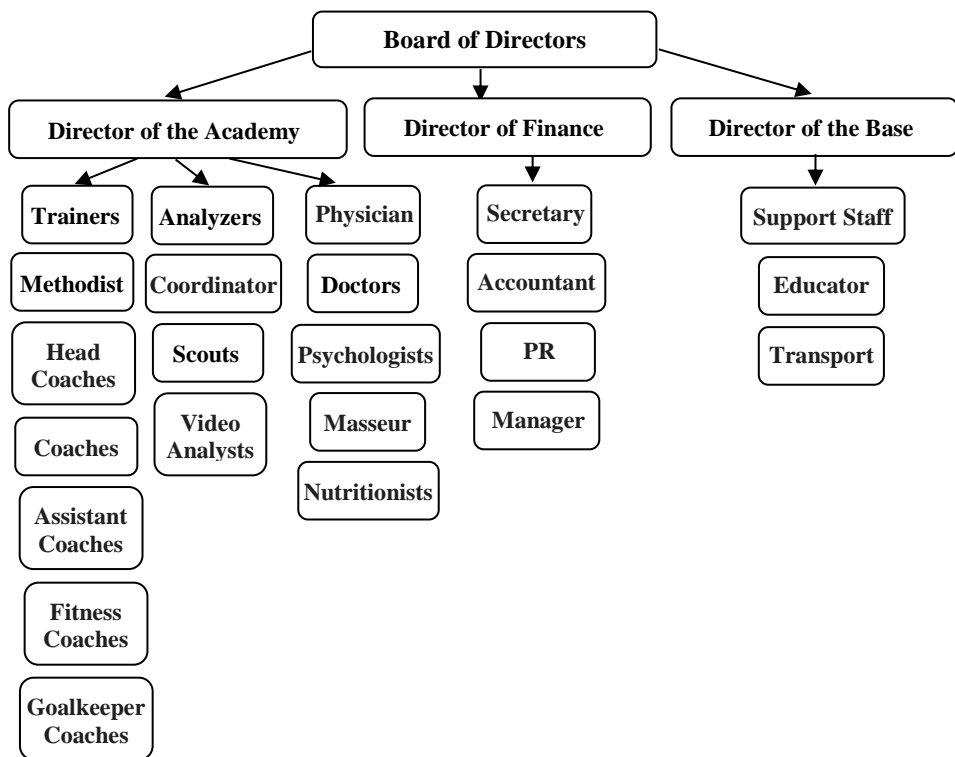 Board of Directors
Director of the Academy
Director of Finance
Director of the Base
Trainers
Methodist
Head
Coaches
Coaches
Assistant
Coaches
Fitness
Coaches
Goalkeeper
Coaches
Analyzers
Coordinator
Scouts
Video
Analysts
Physician
Doctors
Psychologists
Masseur
Nutritionists
Secretary
Accountant
PR
Manager
Support Staff
Educator
Transport